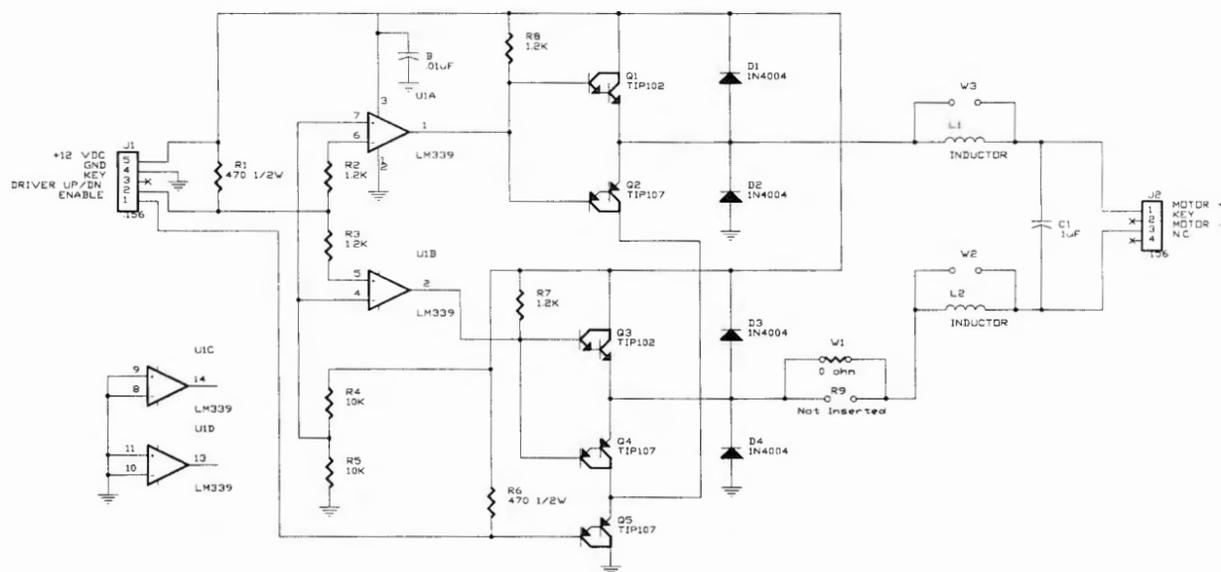 R8
1.2K
B
.01uF
Q1
TIP102
D1
1N4004
W3
L1
INDUCTOR
U1A
3
7
6
1
1
2
LM339
J1
+12 VDC
GND
KEY
DRIVER UP/DN
ENABLE
5
4
3
2
1
.156
R1
470 1/2W
R2
1.2K
R3
1.2K
Q2
TIP107
D2
1N4004
C1
.1uF
J2
1
2
3
4
MOTOR +
KEY
MOTOR -
N.C.
156
U1B
5
4
2
LM339
R7
1.2K
Q3
TIP102
D3
1N4004
W2
L2
INDUCTOR
W1
0 ohm
R9
Not Inserted
U1C
9
8
14
LM339
U1D
11
10
13
LM339
R4
10K
R5
10K
Q4
TIP107
D4
1N4004
R6
470 1/2W
Q5
TIP107